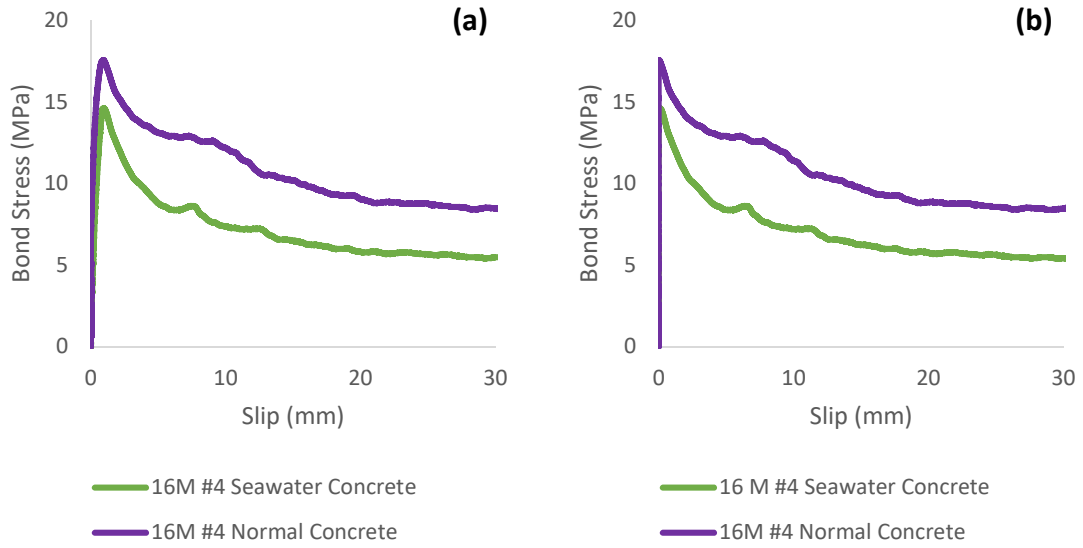 (a)
20
15
10
5
0
Bond Stress (MPa)
0 10 20 30
Slip (mm)
16M #4 Seawater Concrete
16M #4 Normal Concrete
(b)
20
15
10
5
0
Bond Stress (MPa)
0 10 20 30
Slip (mm)
16 M #4 Seawater Concrete
16M #4 Normal Concrete